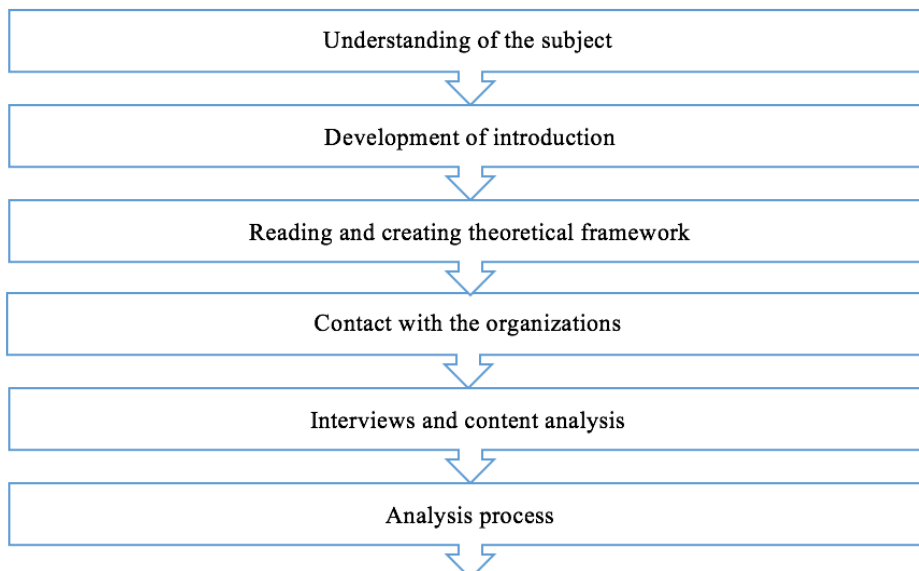 Understanding of the subject
Development of introduction
Reading and creating theoretical framework
Contact with the organizations
Interviews and content analysis
Analysis process